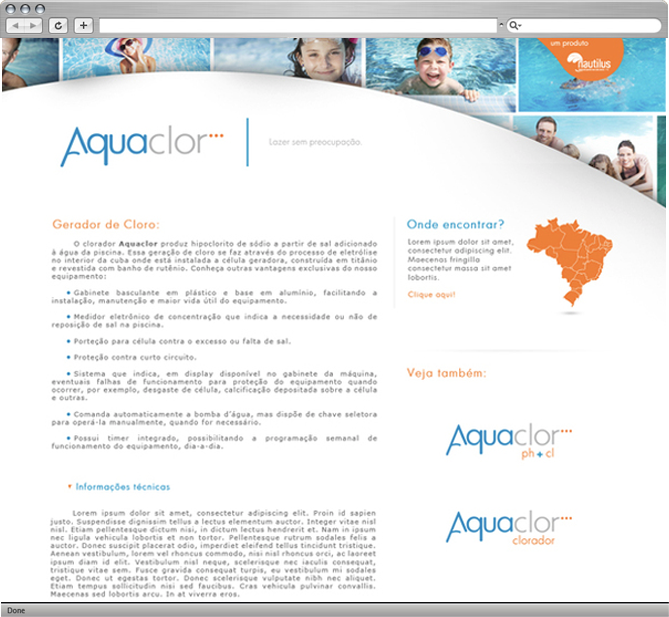 um produto
nautilus
Aquaclor
Lazer sem preocupação.
Gerador de Cloro:
O clorador Aquaclor produz hipoclorito de sódio a partir de sal adicionado
à água da piscina. Essa geração de cloro se faz através do processo de eletrólise
no interior da cuba onde está instalada a célula geradora, construída em titânio
e revestida com banho de rutênio. Conheça outras vantagens exclusivas do nosso
equipamento:
• Gabinete basculante em plástico e base em alumínio, facilitando a
instalação, manutenção e maior vida útil do equipamento.
• Medidor eletrônico de concentração que indica a necessidade ou não de
reposição de sal na piscina.
• Porteção para célula contra o excesso ou falta de sal.
• Proteção contra curto circuito.
• Sistema que indica, em display disponível no gabinete da máquina,
eventuais falhas de funcionamento para proteção do equipamento quando
ocorrer, por exemplo, desgaste de célula, calcificação depositada sobre a célula
e outras.
• Comanda automaticamente a bomba d'água, mas dispõe de chave seletora
para operá-la manualmente, quando for necessário.
• Possui timer integrado, possibilitando a programação semanal de
funcionamento do equipamento, dia-a-dia.
Informações técnicas
Lorem ipsum dolor sit amet, consectetur adipiscing elit. Proin id sapien
justo. Suspendisse dignissim tellus a lectus elementum auctor. Integer vitae nisl
nisl. Etiam pellentesque dictum nisi, in dictum lectus hendrerit et. Nam in ipsum
nec ligula vehicula lobortis et non tortor. Pellentesque rutrum sodales felis a
auctor. Donec suscipit placerat odio, imperdiet eleifend tellus tincidunt tristique.
Aenean vestibulum, lorem vel rhoncus commodo, nisi nisl rhoncus orci, ac laoreet
ipsum diam id elit. Vestibulum nisl neque, scelerisque nec iaculis consequat,
tristique vitae sem. Fusce gravida consequat turpis, eu vestibulum mi sodales
eget. Donec ut egestas tortor. Donec scelerisque vulputate nibh nec aliquet.
Etiam tempus sollicitudin nisi sed faucibus. Cras vehicula pulvinar convallis.
Maecenas sed lobortis arcu. In at viverra eros.
Onde encontrar?
Lorem ipsum dolor sit amet,
consectetur adipiscing elit.
Maecenas fringilla
consectetur massa sit amet
lobortis.
Clique aqui!
Veja também:
Aquaclor
ph + cl
Aquaclor
clorador
Done